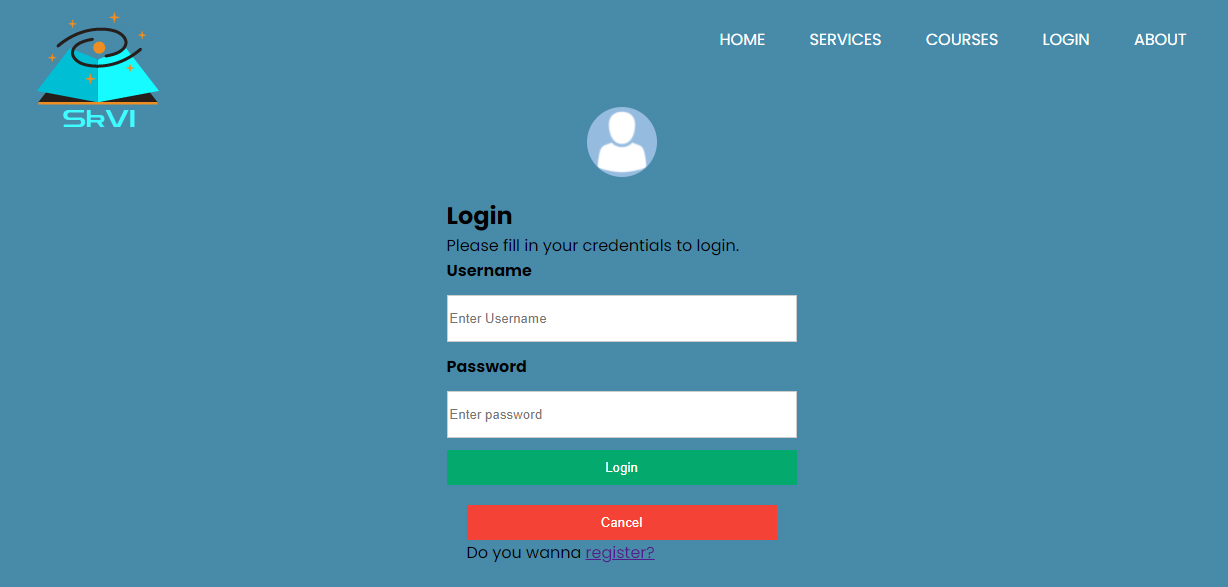 HOME SERVICES COURSES LOGIN ABOUT
SkVI
Login
Please fill in your credentials to login.
Username
Enter Username
Password
Enter password
Login
Cancel
Do you wanna register?